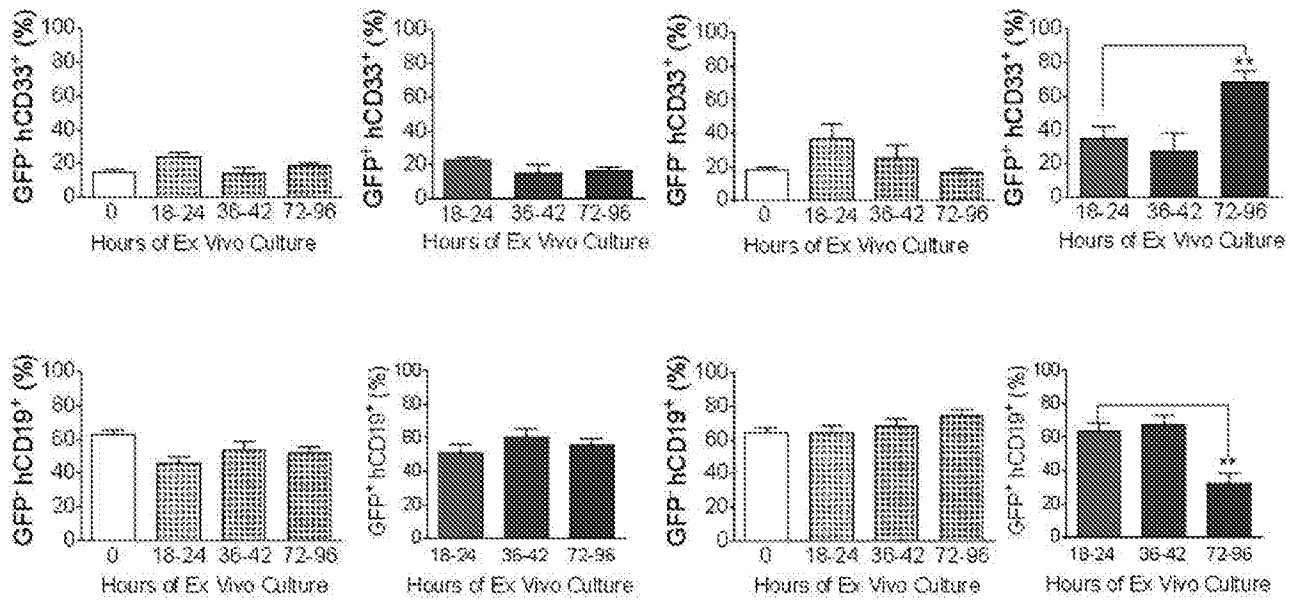 GFP⁻ hCD33⁺ (%)
100
80
60
40
20
0
0 18-24 36-42 72-96
Hours of Ex Vivo Culture
GFP⁺ hCD33⁺ (%)
100
80
60
40
20
0
18-24 36-42 72-96
Hours of Ex Vivo Culture
GFP⁻ hCD33⁺ (%)
100
80
60
40
20
0
0 18-24 36-42 72-96
Hours of Ex Vivo Culture
GFP⁺ hCD33⁺ (%)
100
80
60
40
20
0
**
18-24 36-42 72-96
Hours of Ex Vivo Culture
GFP⁻ hCD19⁺ (%)
100
80
60
40
20
0
0 18-24 36-42 72-96
Hours of Ex Vivo Culture
GFP⁺ hCD19⁺ (%)
100
80
60
40
20
0
18-24 36-42 72-96
Hours of Ex Vivo Culture
GFP⁻ hCD19⁺ (%)
100
80
60
40
20
0
0 18-24 36-42 72-96
Hours of Ex Vivo Culture
GFP⁺ hCD19⁺ (%)
100
80
60
40
20
0
**
18-24 36-42 72-96
Hours of Ex Vivo Culture